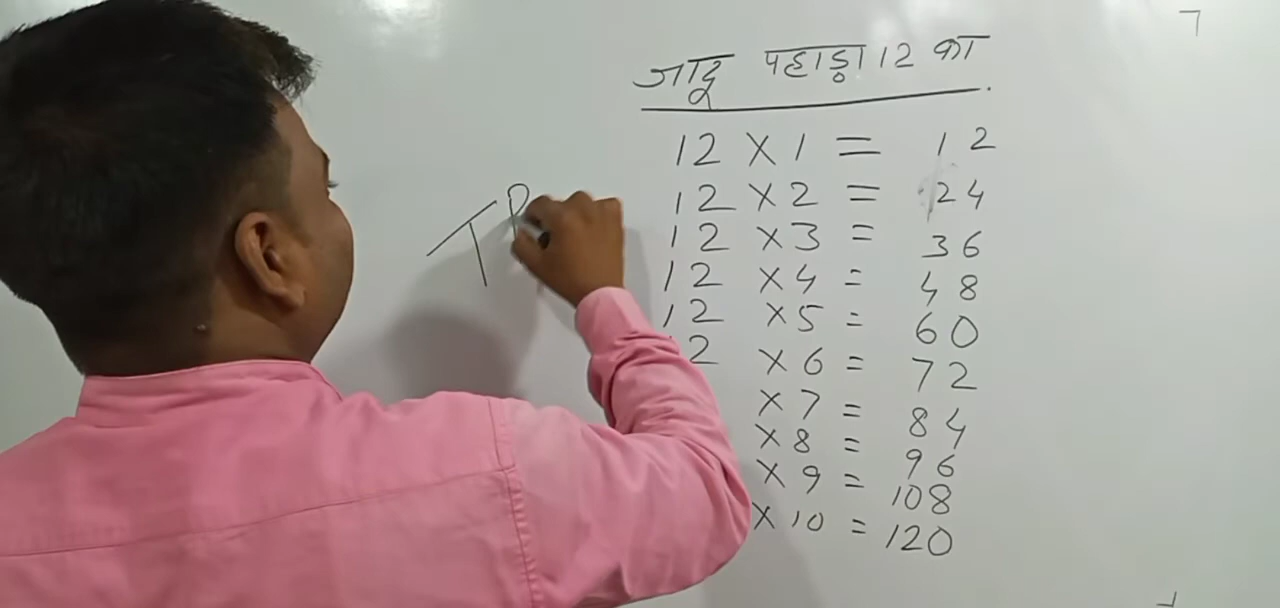 जादू पहाड़ा 12 का
12 × 1 = 12
12 × 2 = 24
12 × 3 = 36
12 × 4 = 48
12 × 5 = 60
2 × 6 = 72
× 7 = 84
× 8 = 96
× 9 = 108
× 10 = 120
TR